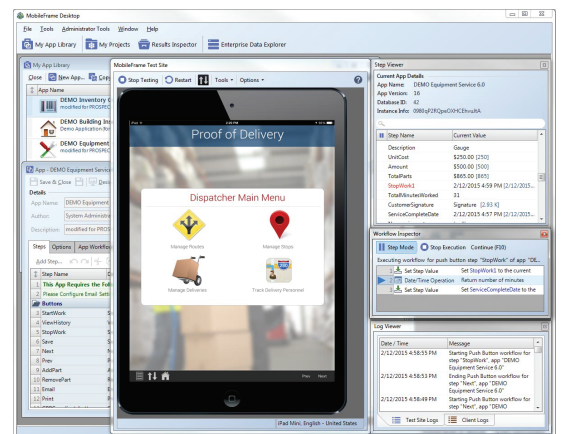 MobileFrame Desktop
File Tools Administrator Tools Window Help
My App Library My Projects Results Inspector Enterprise Data Explorer
My App Library
Close New App... Copy
App Name
DEMO Inventory
modified for PROSPEC
DEMO Building Ins
Demo Application (for
DEMO Equipment
modified for PROSPEC
App - DEMO Equipment Servic
Save & Close
Details
App Name: DEMO Equipment
Author: System Administra
Description: modified for PROS
Steps Options App Workflow
Add Step...
Step Name
1 This App Requires the Foll
2 Please Configure Email Setti
Buttons
3 StartWork
4 ViewHistory
5 StopWork
6 Save
7 Next
8 Prev
9 AddPart
10 RemovePart
11 Email
12 Print
MobileFrame Test Site
Stop Testing Restart Tools Options
iPad
Proof of Delivery
Dispatcher Main Menu
Manage Routes
Manage Stops
Manage Deliveries
Track Delivery Personnel
Prev Next
iPad Mini, English - United States
Step Viewer
Current App Details
App Name: DEMO Equipment Service 6.0
App Version: 16
Database ID: 42
Step Name Current Value
Description Gauge
UnitCost $250.00 [250]
Amount $500.00 [500]
TotalParts $865.00 [865]
StopWork1 2/12/2015 4:59 PM [2/12/2015...
TotalMinutesWorked 31
CustomerSignature Signature [2.93 K]
ServiceCompleteDate 2/12/2015 4:57 PM [2/12/2015...
Workflow Inspector
Step Mode Stop Execution Continue (F10)
Executing workflow for push button step "StopWork" of app "DE...
1 Set Step Value Set StopWork1 to the current
2 Date/Time Operation Return number of minutes
3 Set Step Value Set ServiceCompleteDate to the
Log Viewer
Date / Time Message
2/12/2015 4:58:55 PM Starting Push Button workflow for
step "StopWork", app "DEMO
Equipment Service 6.0"
2/12/2015 4:58:53 PM Ending Push Button workflow for
step "Next", app "DEMO
Equipment Service 6.0"
2/12/2015 4:58:49 PM Starting Push Button workflow for
step "Next", app "DEMO
Equipment Service 6.0"
Test Site Logs Client Logs